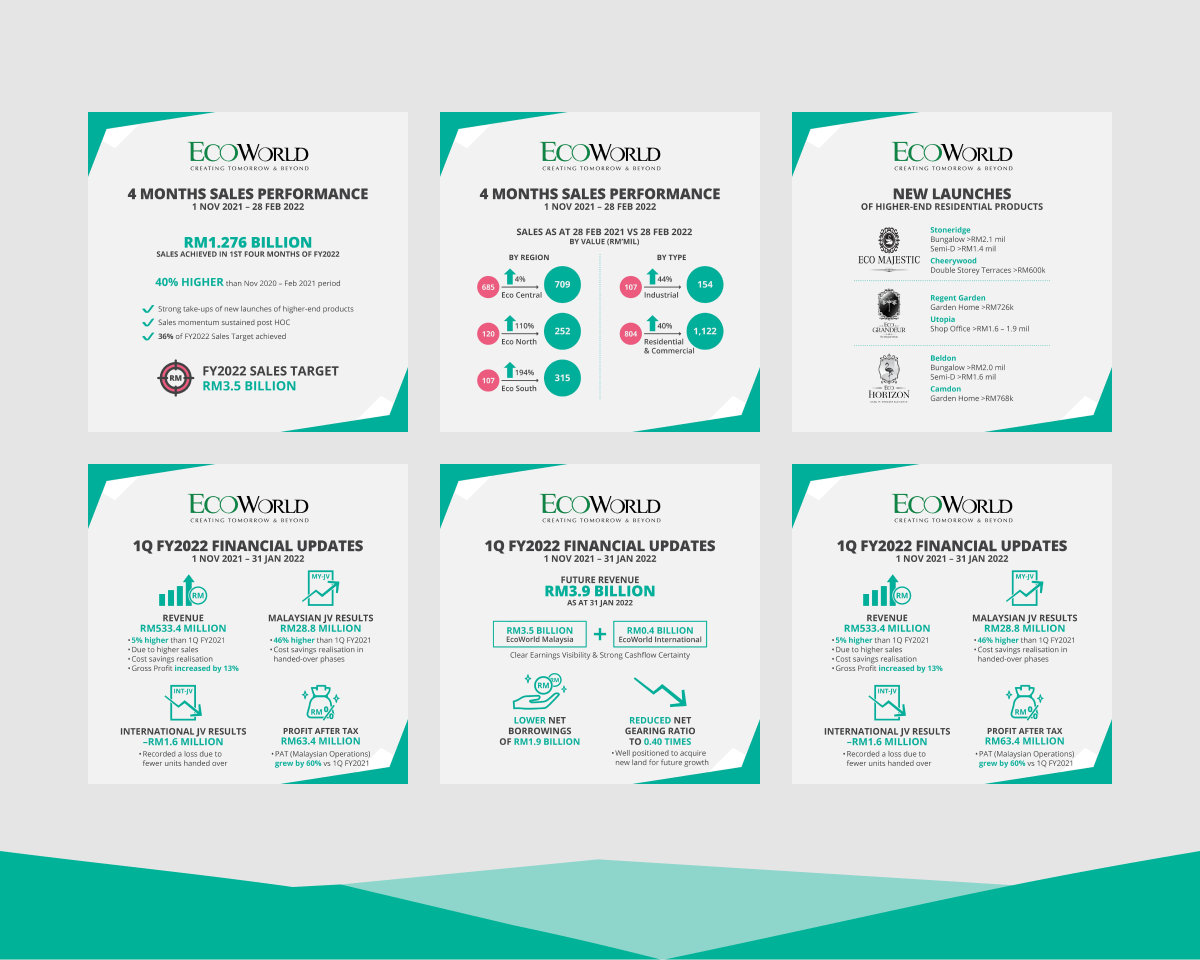 ECOWORLD
CREATING TOMORROW & BEYOND
4 MONTHS SALES PERFORMANCE
1 NOV 2021 – 28 FEB 2022
RM1.276 BILLION
SALES ACHIEVED IN 1ST FOUR MONTHS OF FY2022
40% HIGHER than Nov 2020 – Feb 2021 period
Strong take-ups of new launches of higher-end products
Sales momentum sustained post HOC
36% of FY2022 Sales Target achieved
RM
FY2022 SALES TARGET
RM3.5 BILLION
ECOWORLD
CREATING TOMORROW & BEYOND
4 MONTHS SALES PERFORMANCE
1 NOV 2021 – 28 FEB 2022
SALES AS AT 28 FEB 2021 VS 28 FEB 2022
BY VALUE (RM'MIL)
BY REGION
685
4%
Eco Central
709
120
110%
Eco North
252
107
194%
Eco South
315
BY TYPE
107
44%
Industrial
154
804
40%
Residential
& Commercial
1,122
ECOWORLD
CREATING TOMORROW & BEYOND
NEW LAUNCHES
OF HIGHER-END RESIDENTIAL PRODUCTS
ECO MAJESTIC
Stoneridge
Bungalow >RM2.1 mil
Semi-D >RM1.4 mil
Cheerywood
Double Storey Terraces >RM600k
ECO
GRANDEUR
Regent Garden
Garden Home >RM726k
Utopia
Shop Office >RM1.6 – 1.9 mil
ECO
HORIZON
Beldon
Bungalow >RM2.0 mil
Semi-D >RM1.6 mil
Camdon
Garden Home >RM768k
ECOWORLD
CREATING TOMORROW & BEYOND
1Q FY2022 FINANCIAL UPDATES
1 NOV 2021 – 31 JAN 2022
RM
REVENUE
RM533.4 MILLION
• 5% higher than 1Q FY2021
• Due to higher sales
• Cost savings realisation
• Gross Profit increased by 13%
MY-JV
MALAYSIAN JV RESULTS
RM28.8 MILLION
• 46% higher than 1Q FY2021
• Cost savings realisation in
handed-over phases
INT-JV
INTERNATIONAL JV RESULTS
–RM1.6 MILLION
• Recorded a loss due to
fewer units handed over
RM
PROFIT AFTER TAX
RM63.4 MILLION
• PAT (Malaysian Operations)
grew by 60% vs 1Q FY2021
ECOWORLD
CREATING TOMORROW & BEYOND
1Q FY2022 FINANCIAL UPDATES
1 NOV 2021 – 31 JAN 2022
FUTURE REVENUE
RM3.9 BILLION
AS AT 31 JAN 2022
RM3.5 BILLION
EcoWorld Malaysia
+
RM0.4 BILLION
EcoWorld International
Clear Earnings Visibility & Strong Cashflow Certainty
RM
RM
LOWER NET
BORROWINGS
OF RM1.9 BILLION
REDUCED NET
GEARING RATIO
TO 0.40 TIMES
• Well positioned to acquire
new land for future growth
ECOWORLD
CREATING TOMORROW & BEYOND
1Q FY2022 FINANCIAL UPDATES
1 NOV 2021 – 31 JAN 2022
RM
REVENUE
RM533.4 MILLION
• 5% higher than 1Q FY2021
• Due to higher sales
• Cost savings realisation
• Gross Profit increased by 13%
MY-JV
MALAYSIAN JV RESULTS
RM28.8 MILLION
• 46% higher than 1Q FY2021
• Cost savings realisation in
handed-over phases
INT-JV
INTERNATIONAL JV RESULTS
–RM1.6 MILLION
• Recorded a loss due to
fewer units handed over
RM
PROFIT AFTER TAX
RM63.4 MILLION
• PAT (Malaysian Operations)
grew by 60% vs 1Q FY2021